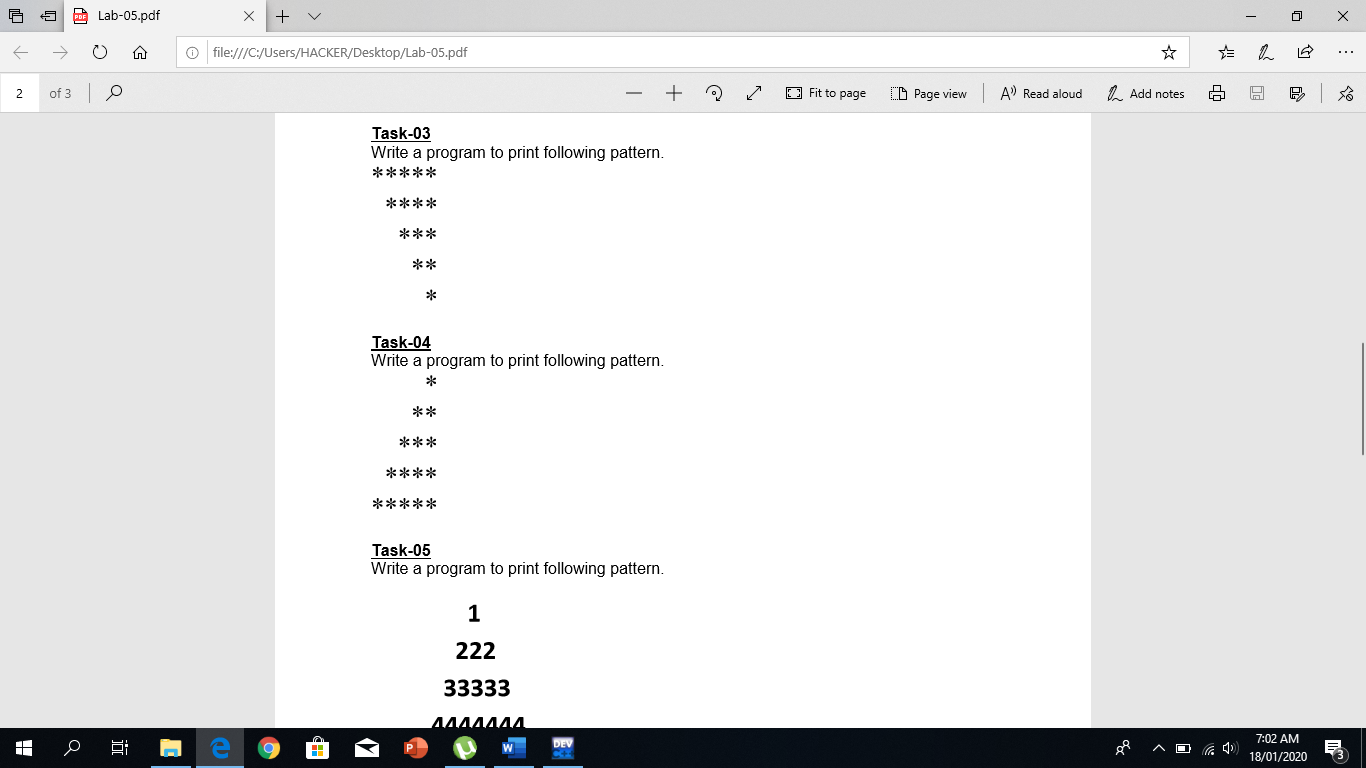 Lab-05.pdf
file:///C:/Users/HACKER/Desktop/Lab-05.pdf
2 of 3 Fit to page Page view Read aloud Add notes
Task-03
Write a program to print following pattern.
*****
****
***
**
*
Task-04
Write a program to print following pattern.
*
**
***
****
*****
Task-05
Write a program to print following pattern.
1
222
33333
4444444
7:02 AM
18/01/2020
3